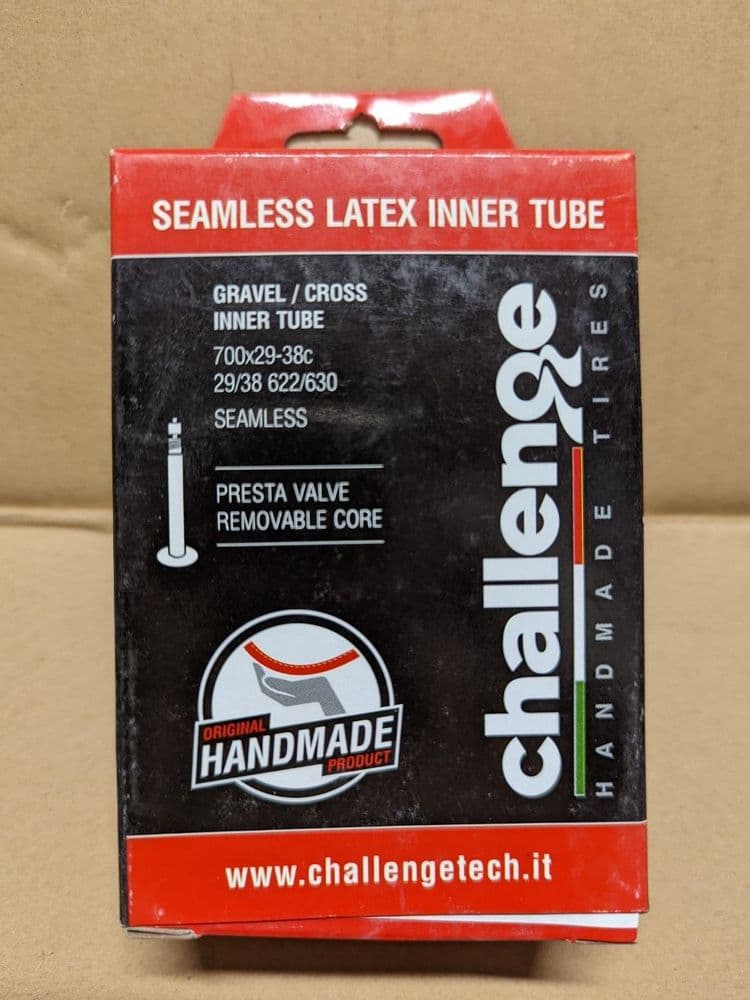 SEAMLESS LATEX INNER TUBE
GRAVEL / CROSS
INNER TUBE
700x29-38c
29/38 622/630
SEAMLESS
PRESTA VALVE
REMOVABLE CORE
ORIGINAL
HANDMADE
PRODUCT
challenge
HANDMADE TIRES
www.challengetech.it